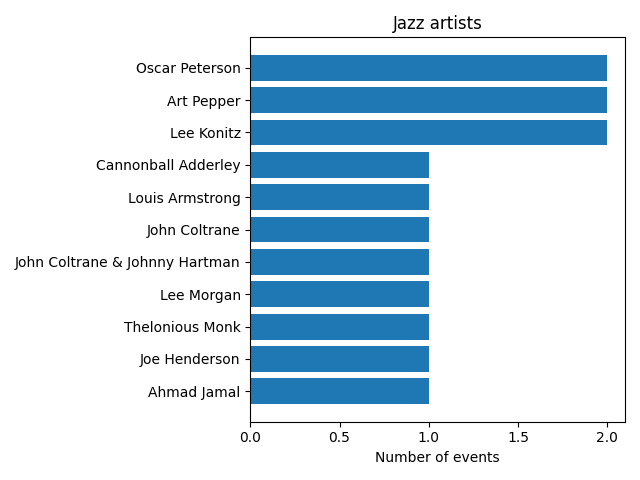 Jazz artists
Oscar Peterson
Art Pepper
Lee Konitz
Cannonball Adderley
Louis Armstrong
John Coltrane
John Coltrane & Johnny Hartman
Lee Morgan
Thelonious Monk
Joe Henderson
Ahmad Jamal
0.0 0.5 1.0 1.5 2.0
Number of events